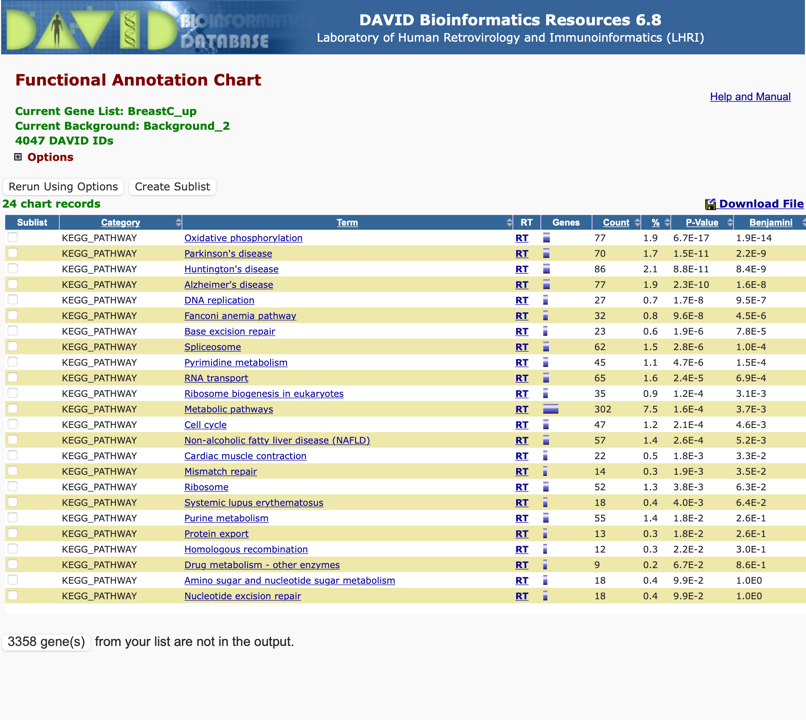 DAVID BIOINFORMATICS DATABASE
DAVID Bioinformatics Resources 6.8
Laboratory of Human Retrovirology and Immunoinformatics (LHRI)
Functional Annotation Chart
Help and Manual
Current Gene List: BreastC_up
Current Background: Background_2
4047 DAVID IDs
Options
Rerun Using Options Create Sublist
24 chart records Download File
Sublist Category Term RT Genes Count % P-Value Benjamini
KEGG_PATHWAY Oxidative phosphorylation RT 77 1.9 6.7E-17 1.9E-14
KEGG_PATHWAY Parkinson's disease RT 70 1.7 1.5E-11 2.2E-9
KEGG_PATHWAY Huntington's disease RT 86 2.1 8.8E-11 8.4E-9
KEGG_PATHWAY Alzheimer's disease RT 77 1.9 2.3E-10 1.6E-8
KEGG_PATHWAY DNA replication RT 27 0.7 1.7E-8 9.5E-7
KEGG_PATHWAY Fanconi anemia pathway RT 32 0.8 9.6E-8 4.5E-6
KEGG_PATHWAY Base excision repair RT 23 0.6 1.9E-6 7.8E-5
KEGG_PATHWAY Spliceosome RT 62 1.5 2.8E-6 1.0E-4
KEGG_PATHWAY Pyrimidine metabolism RT 45 1.1 4.7E-6 1.5E-4
KEGG_PATHWAY RNA transport RT 65 1.6 2.4E-5 6.9E-4
KEGG_PATHWAY Ribosome biogenesis in eukaryotes RT 35 0.9 1.2E-4 3.1E-3
KEGG_PATHWAY Metabolic pathways RT 302 7.5 1.6E-4 3.7E-3
KEGG_PATHWAY Cell cycle RT 47 1.2 2.1E-4 4.6E-3
KEGG_PATHWAY Non-alcoholic fatty liver disease (NAFLD) RT 57 1.4 2.6E-4 5.2E-3
KEGG_PATHWAY Cardiac muscle contraction RT 22 0.5 1.8E-3 3.3E-2
KEGG_PATHWAY Mismatch repair RT 14 0.3 1.9E-3 3.5E-2
KEGG_PATHWAY Ribosome RT 52 1.3 3.8E-3 6.3E-2
KEGG_PATHWAY Systemic lupus erythematosus RT 18 0.4 4.0E-3 6.4E-2
KEGG_PATHWAY Purine metabolism RT 55 1.4 1.8E-2 2.6E-1
KEGG_PATHWAY Protein export RT 13 0.3 1.8E-2 2.6E-1
KEGG_PATHWAY Homologous recombination RT 12 0.3 2.2E-2 3.0E-1
KEGG_PATHWAY Drug metabolism - other enzymes RT 9 0.2 6.7E-2 8.6E-1
KEGG_PATHWAY Amino sugar and nucleotide sugar metabolism RT 18 0.4 9.9E-2 1.0E0
KEGG_PATHWAY Nucleotide excision repair RT 18 0.4 9.9E-2 1.0E0
3358 gene(s) from your list are not in the output.